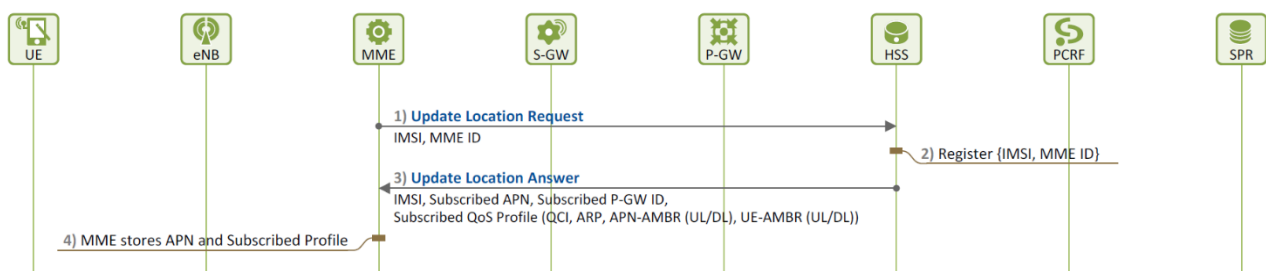 UE
eNB
MME
S-GW
P-GW
HSS
PCRF
SPR
1) Update Location Request
IMSI, MME ID
2) Register {IMSI, MME ID}
3) Update Location Answer
IMSI, Subscribed APN, Subscribed P-GW ID,
Subscribed QoS Profile (QCI, ARP, APN-AMBR (UL/DL), UE-AMBR (UL/DL))
4) MME stores APN and Subscribed Profile